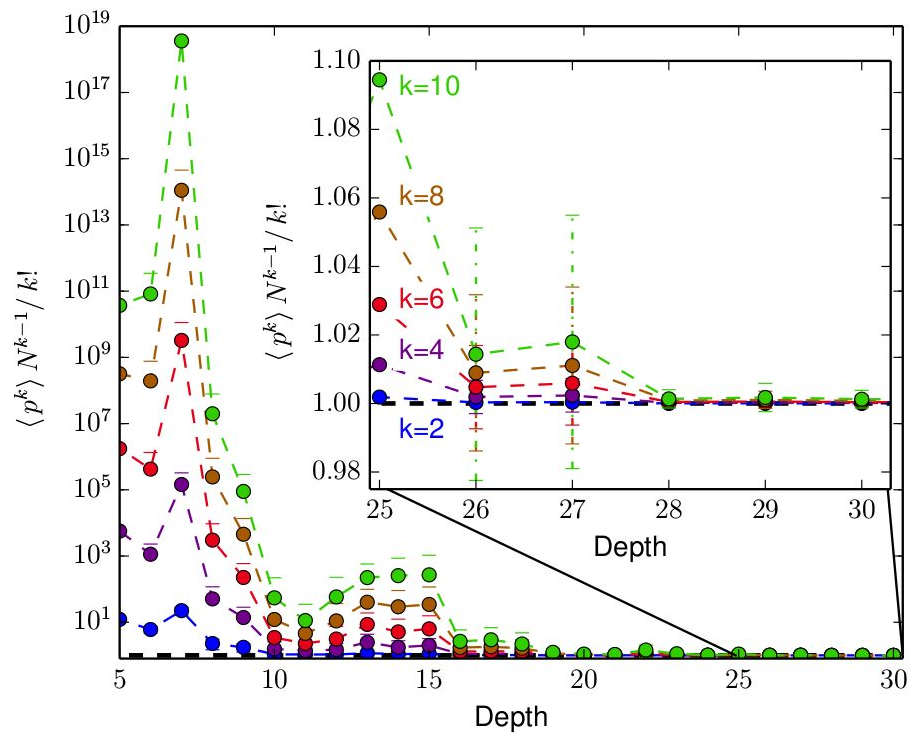 10^19
10^17
10^15
10^13
10^11
10^9
10^7
10^5
10^3
10^1
⟨p^k⟩ N^{k−1}/k!
5 10 15 20 25 30
Depth
1.10
1.08
1.06
1.04
1.02
1.00
0.98
⟨p^k⟩ N^{k−1}/k!
k=10
k=8
k=6
k=4
k=2
25 26 27 28 29 30
Depth